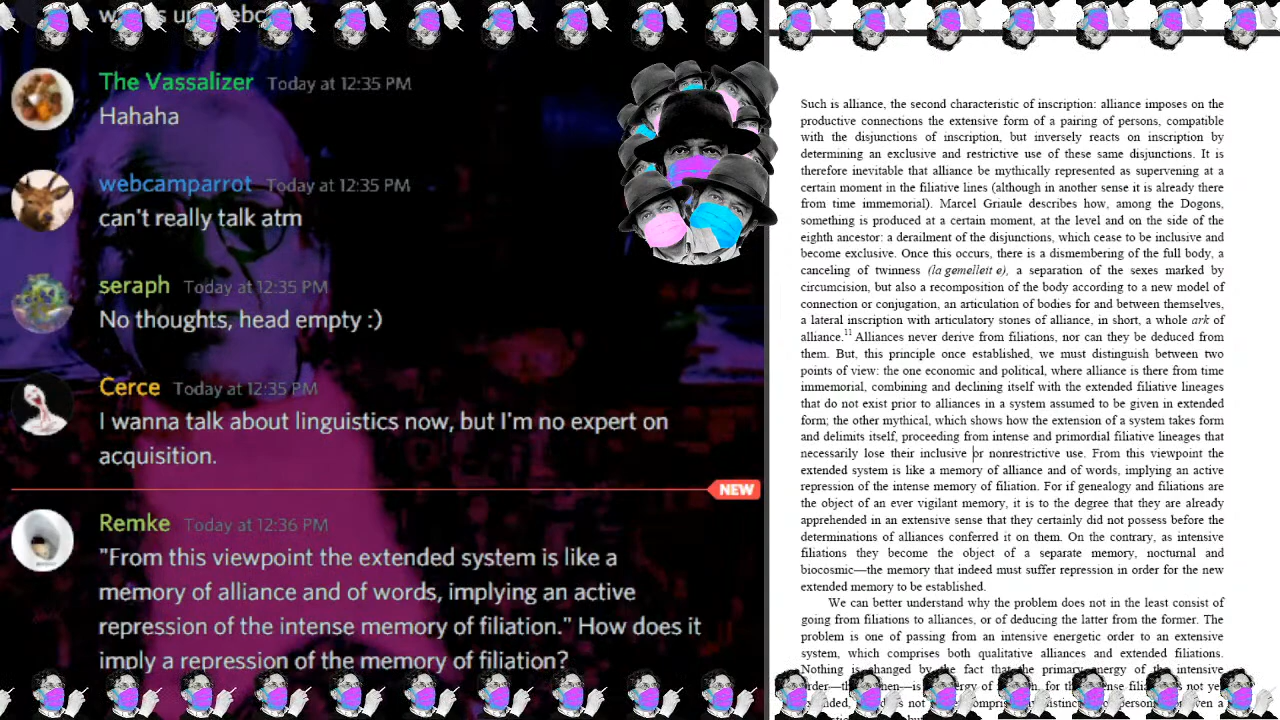 The Vassalizer Today at 12:35 PM
Hahaha
webcamparrot Today at 12:35 PM
can't really talk atm
seraph Today at 12:35 PM
No thoughts, head empty :)
Cerce Today at 12:35 PM
I wanna talk about linguistics now, but I'm no expert on
acquisition.
NEW
Remke Today at 12:36 PM
"From this viewpoint the extended system is like a
memory of alliance and of words, implying an active
repression of the intense memory of filiation." How does it
imply a repression of the memory of filiation?
Such is alliance, the second characteristic of inscription: alliance imposes on the
productive connections the extensive form of a pairing of persons, compatible
with the disjunctions of inscription, but inversely reacts on inscription by
determining an exclusive and restrictive use of these same disjunctions. It is
therefore inevitable that alliance be mythically represented as supervening at a
certain moment in the filiative lines (although in another sense it is already there
from time immemorial). Marcel Griaule describes how, among the Dogons,
something is produced at a certain moment, at the level and on the side of the
eighth ancestor: a derailment of the disjunctions, which cease to be inclusive and
become exclusive. Once this occurs, there is a dismembering of the full body, a
canceling of twinness (la gemellett e), a separation of the sexes marked by
circumcision, but also a recomposition of the body according to a new model of
connection or conjugation, an articulation of bodies for and between themselves,
a lateral inscription with articulatory stones of alliance, in short, a whole ark of
alliance.11 Alliances never derive from filiations, nor can they be deduced from
them. But, this principle once established, we must distinguish between two
points of view: the one economic and political, where alliance is there from time
immemorial, combining and declining itself with the extended filiative lineages
that do not exist prior to alliances in a system assumed to be given in extended
form; the other mythical, which shows how the extension of a system takes form
and delimits itself, proceeding from intense and primordial filiative lineages that
necessarily lose their inclusive or nonrestrictive use. From this viewpoint the
extended system is like a memory of alliance and of words, implying an active
repression of the intense memory of filiation. For if genealogy and filiations are
the object of an ever vigilant memory, it is to the degree that they are already
apprehended in an extensive sense that they certainly did not possess before the
determinations of alliances conferred it on them. On the contrary, as intensive
filiations they become the object of a separate memory, nocturnal and
biocosmic—the memory that indeed must suffer repression in order for the new
extended memory to be established.
We can better understand why the problem does not in the least consist of
going from filiations to alliances, or of deducing the latter from the former. The
problem is one of passing from an intensive energetic order to an extensive
system, which comprises both qualitative alliances and extended filiations.
Nothing is changed by the fact that the primary energy of the intensive